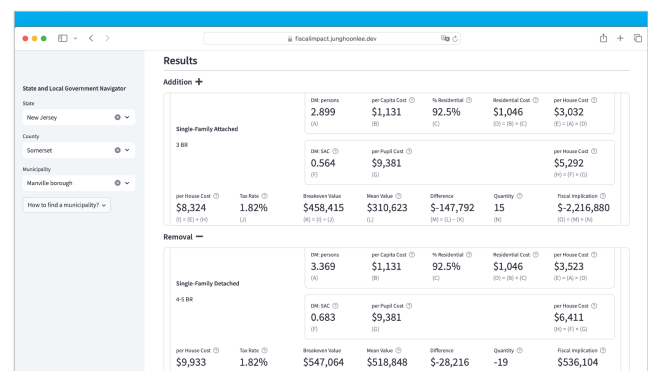 fiscalimpact.junghoonlee.dev
State and Local Government Navigator
State
New Jersey
County
Somerset
Municipality
Manville borough
How to find a municipality?
Results
Addition
Single-Family Attached
3 BR
DM: persons per Capita Cost % Residential Residential Cost per House Cost
2.899 $1,131 92.5% $1,046 $3,032
(A) (B) (C) (D) = (B) × (C) (E) = (A) × (D)
DM: SAC per Pupil Cost per House Cost
0.564 $9,381 $5,292
(F) (G) (H) = (F) × (G)
per House Cost Tax Rate Breakeven Value Mean Value Difference Quantity Fiscal Implication
$8,324 1.82% $458,415 $310,623 $-147,792 15 $-2,216,880
(I) = (E) + (H) (J) (K) = (I) ÷ (J) (L) (M) = (L) − (K) (N) (O) = (M) × (N)
Removal
Single-Family Detached
4-5 BR
DM: persons per Capita Cost % Residential Residential Cost per House Cost
3.369 $1,131 92.5% $1,046 $3,523
(A) (B) (C) (D) = (B) × (C) (E) = (A) × (D)
DM: SAC per Pupil Cost per House Cost
0.683 $9,381 $6,411
(F) (G) (H) = (F) × (G)
per House Cost Tax Rate Breakeven Value Mean Value Difference Quantity Fiscal Implication
$9,933 1.82% $547,064 $518,848 $-28,216 -19 $536,104